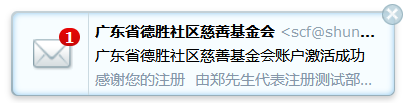 1
广东省德胜社区慈善基金会 <scf@shun...
广东省德胜社区慈善基金会账户激活成功
感谢您的注册 由郑先生代表注册测试部...